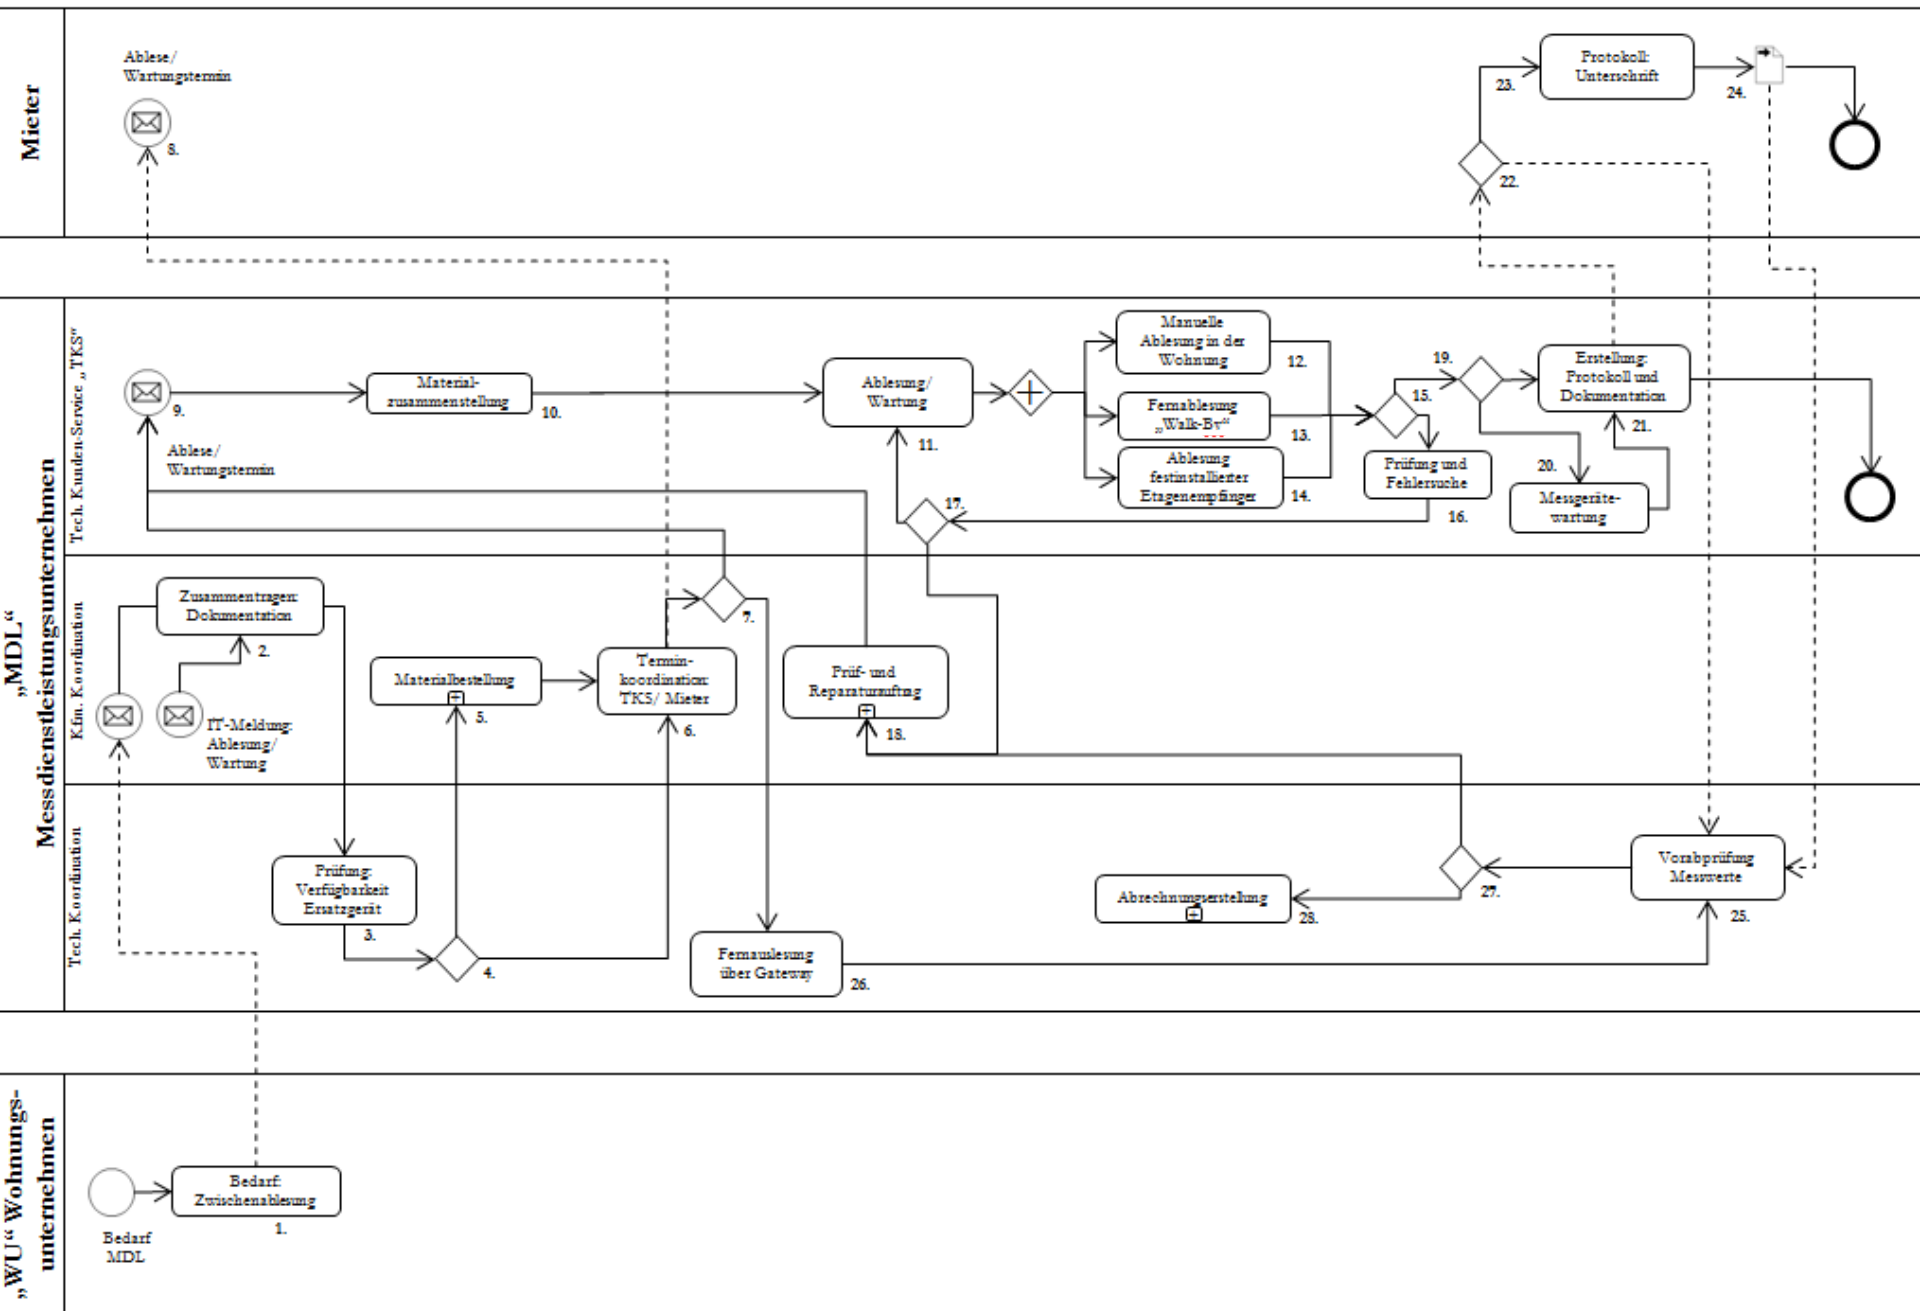 Mieter
Ablese/
Wartungstermin
8.
Protokoll:
Unterschrift
23.
24.
22.
„MDL“
Messdienstleistungsunternehmen
Tech. Kunden-Service „TKS“
9.
Ablese/
Wartungstermin
Material-
zusammenstellung
10.
Ablesung/
Wartung
11.
Manuelle
Ablesung in der
Wohnung
12.
Fernablesung
„Walk-By“
13.
Ablesung
festinstallierter
Etagenempfänger
14.
15.
Prüfung und
Fehlersuche
16.
17.
19.
Erstellung:
Protokoll und
Dokumentation
21.
20.
Messgeräte-
wartung
Kfm. Koordination
Zusammentragen:
Dokumentation
2.
IT-Meldung:
Ablesung/
Wartung
Materialbestellung
5.
Termin-
koordination:
TKS/ Mieter
6.
7.
Prüf- und
Reparaturauftrag
18.
Tech. Koordination
Prüfung:
Verfügbarkeit
Ersatzgerät
3.
4.
Fernauslesung
über Gateway
26.
Abrechnungserstellung
28.
27.
Vorabprüfung
Messwerte
25.
„WU“ Wohnungs-
unternehmen
Bedarf
MDL
Bedarf:
Zwischenablesung
1.